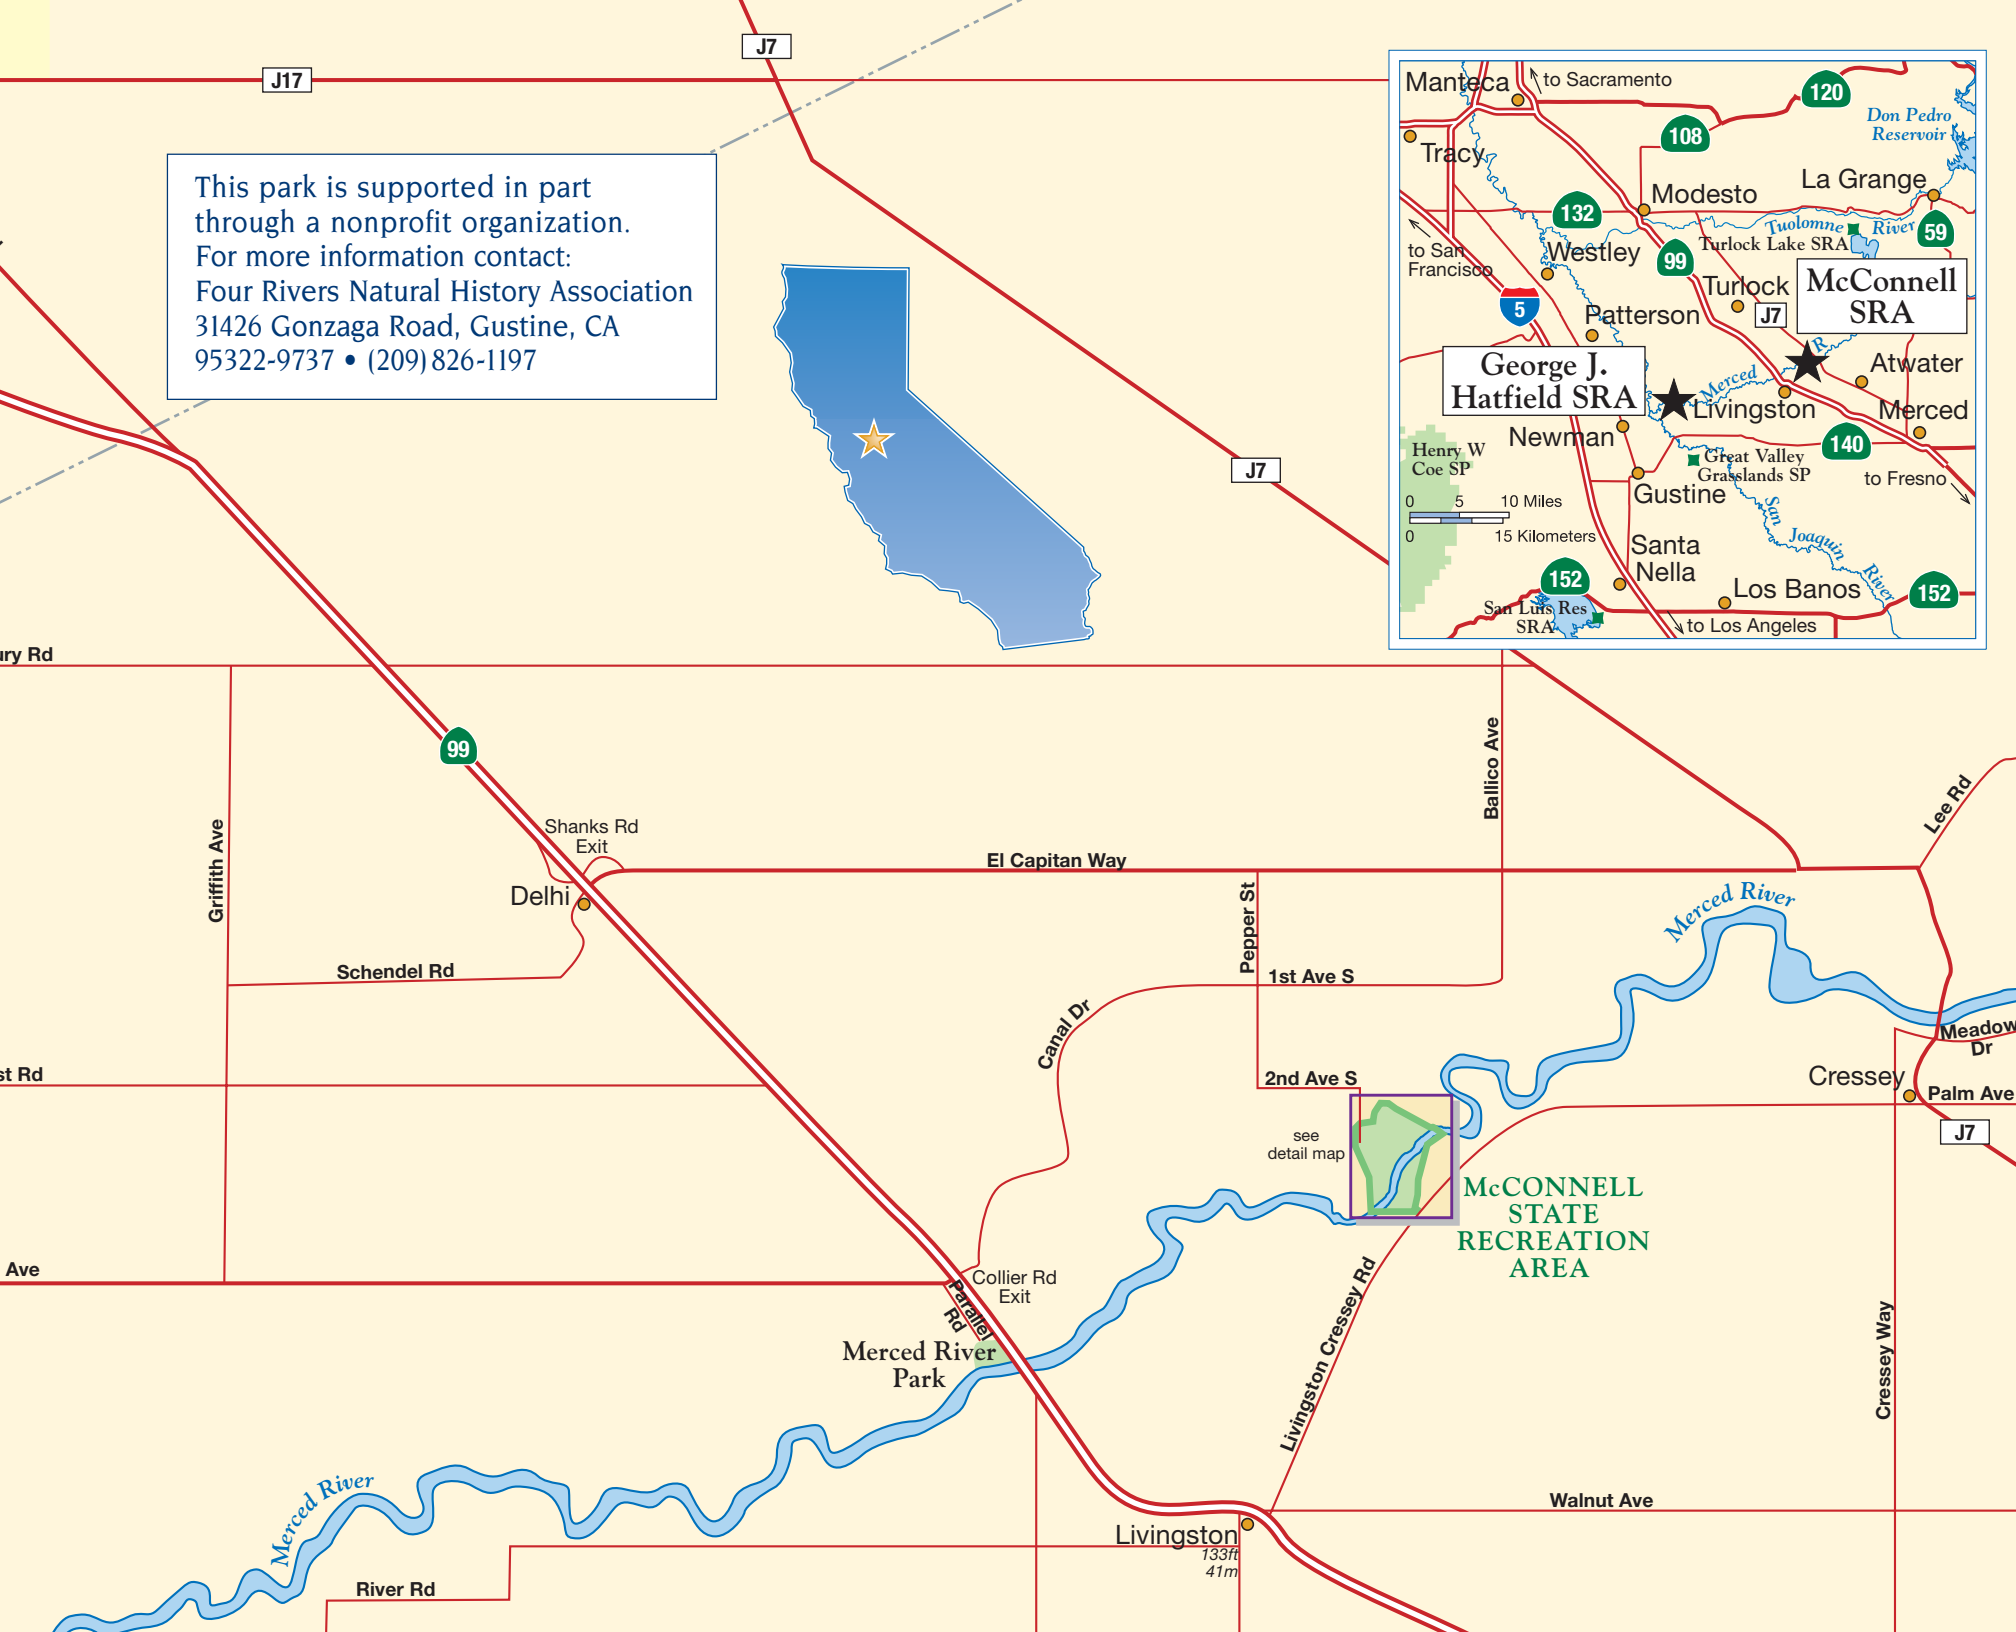 J7
J17
This park is supported in part
through a nonprofit organization.
For more information contact:
Four Rivers Natural History Association
31426 Gonzaga Road, Gustine, CA
95322-9737 • (209) 826-1197
J7
Manteca
to Sacramento
120
Don Pedro
Reservoir
108
Tracy
La Grange
Modesto
132
Tuolomne River
59
Turlock Lake SRA
to San
Francisco
Westley
99
McConnell
SRA
Turlock
J7
5
Patterson
R
George J.
Hatfield SRA
Atwater
Merced
Livingston
Merced
Newman
140
Henry W
Coe SP
Great Valley
Grasslands SP
to Fresno
Gustine
0 5 10 Miles
0 15 Kilometers
San Joaquin River
Santa
Nella
152
Los Banos
152
San Luis Res
SRA
to Los Angeles
ury Rd
Ballico Ave
99
Lee Rd
Griffith Ave
Shanks Rd
Exit
El Capitan Way
Delhi
Pepper St
Merced River
Schendel Rd
1st Ave S
Canal Dr
Meadow
Dr
st Rd
2nd Ave S
Cressey
Palm Ave
see
detail map
J7
McCONNELL
STATE
RECREATION
AREA
Ave
Collier Rd
Exit
Parallel
Rd
Livingston Cressey Rd
Cressey Way
Merced River
Park
Merced River
Walnut Ave
Livingston
133ft
41m
River Rd